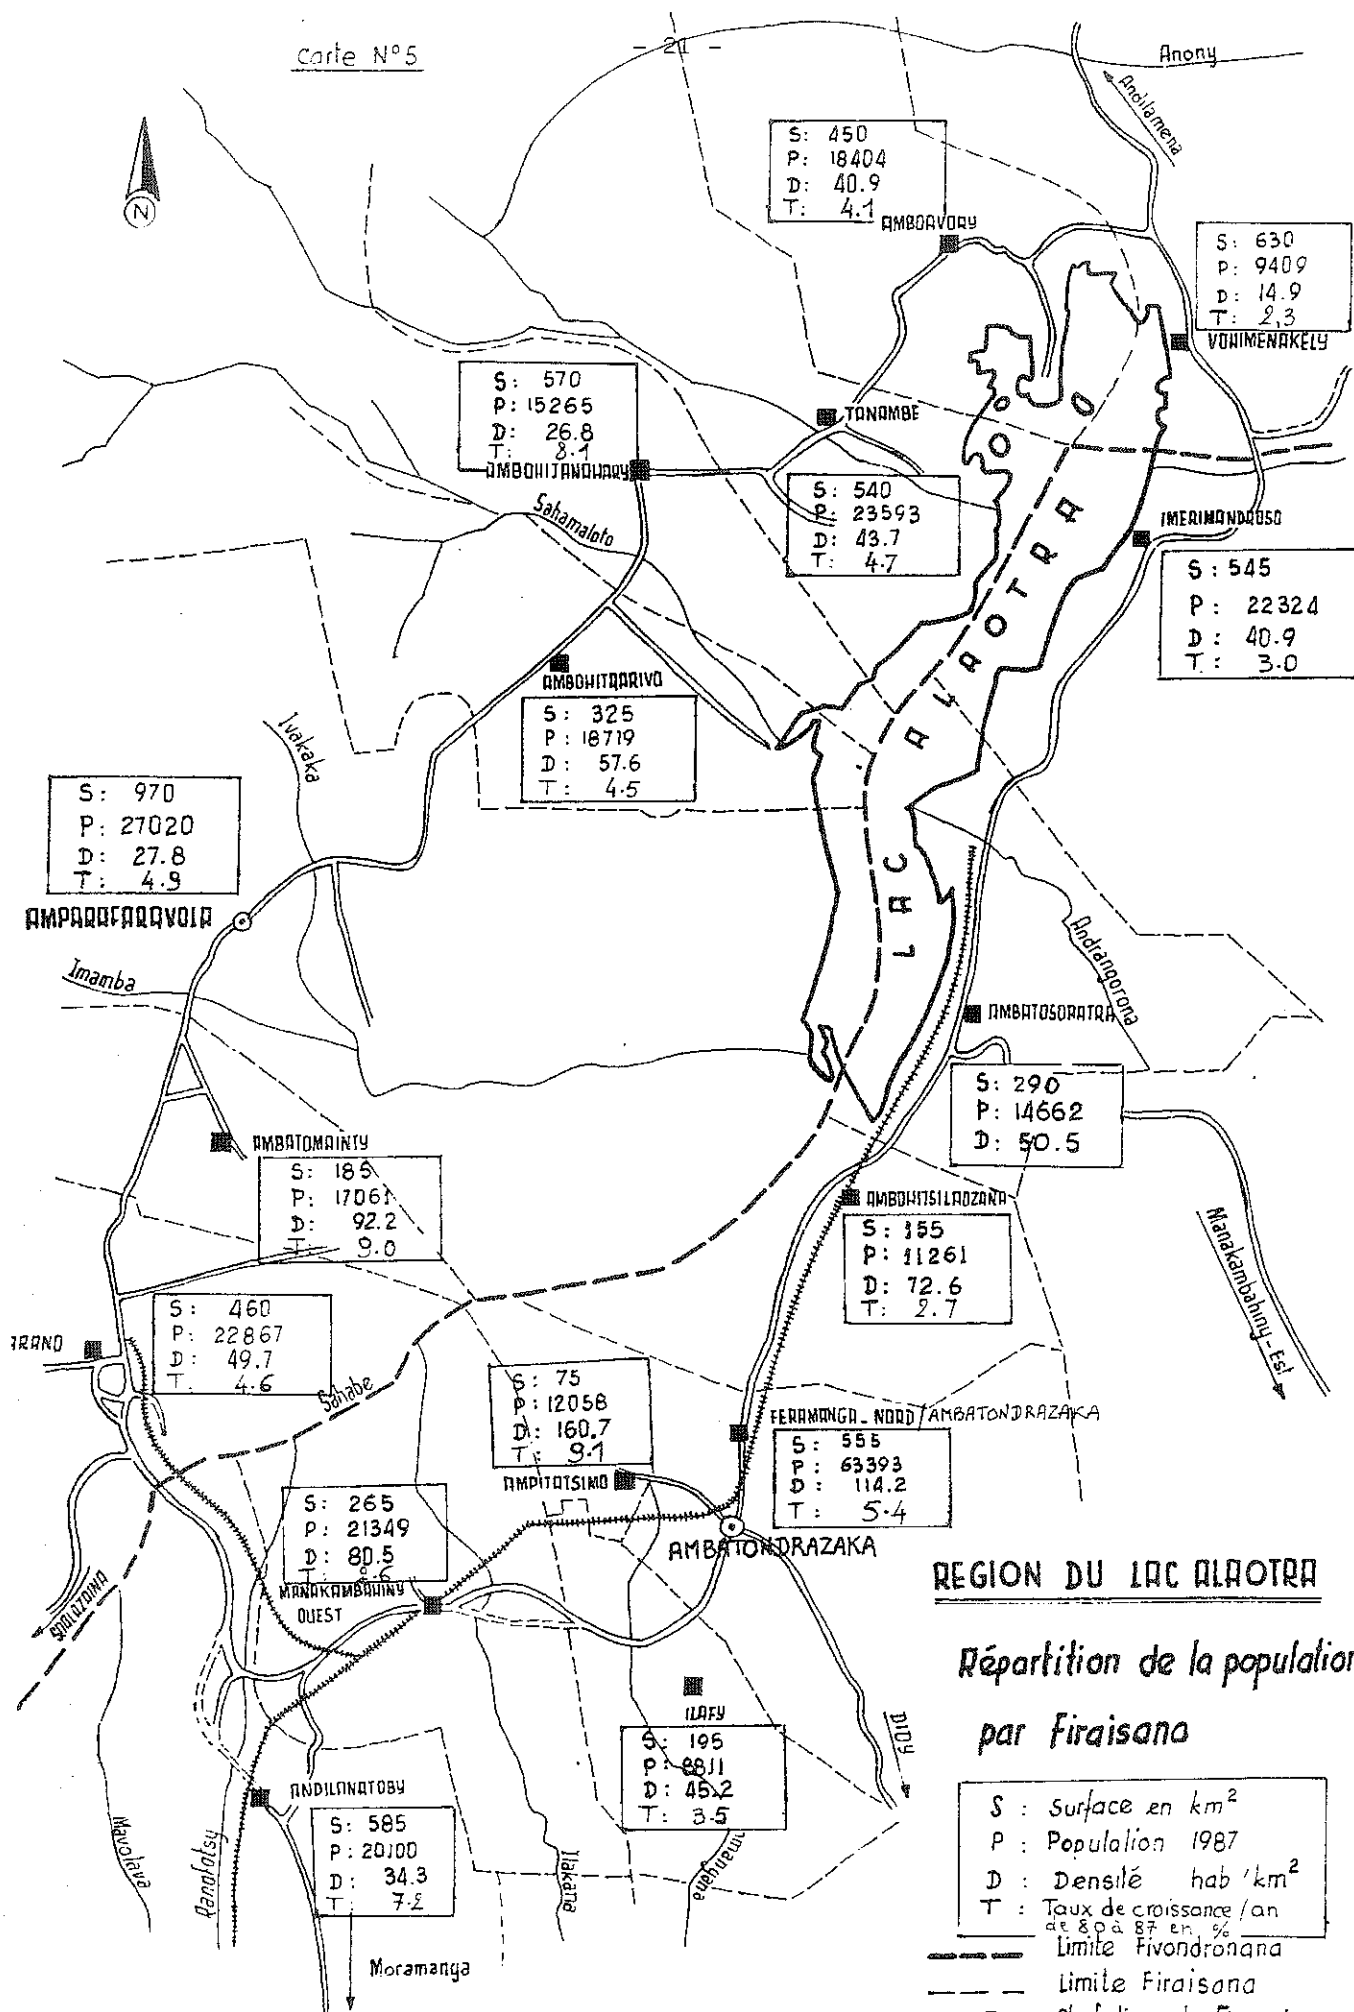 Carte N°5
- 21 -
Anony
Andilamena
S: 450
P: 18404
D: 40.9
T: 4.1
AMBOAVORY
S: 630
P: 9409
D: 14.9
T: 2,3
VOHIMENAKELY
S: 570
P: 15265
D: 26.8
T: 8.1
AMBOHIJANAHARY
TANAMBE
S: 540
P: 23593
D: 43.7
T: 4.7
Sahamaloto
IMERIMANDROSO
S: 545
P: 22324
D: 40.9
T: 3.0
AMBOHITRARIVO
S: 325
P: 18719
D: 57.6
T: 4.5
Ivakaka
LAC ALAOTRA
S: 970
P: 27020
D: 27.8
T: 4.9
AMPARAFARAVOLA
Imamba
Andrangorona
AMBATOSORATRA
S: 290
P: 14662
D: 50.5
AMBATOMAINTY
S: 185
P: 17061
D: 92.2
T: 9.0
AMBOHITSILAOZANA
S: 155
P: 11261
D: 72.6
T: 2.7
Manakambahiny-Est
S: 460
P: 22867
D: 49.7
T: 4.6
ARANO
Sahabe
S: 75
P: 12058
D: 160.7
T: 9.1
AMPITATSIMO
FERAMANGA-NORD/AMBATONDRAZAKA
S: 555
P: 63393
D: 114.2
T: 5.4
AMBATONDRAZAKA
S: 265
P: 21349
D: 80.5
MANAKAMBAHINY
OUEST
REGION DU LAC ALAOTRA
Répartition de la population
par Firaisana
ILAFY
S: 195
P: 8811
D: 45.2
T: 3.5
DIDY
ANDILANATOBY
S: 585
P: 20100
D: 34.3
T 7.2
Mavolava
Ranofotsy
Ilakana
Moramanga
S : Surface en km²
P : Population 1987
D : Densité hab/km²
T : Taux de croissance/an
de 80 à 87 en %
Limite Fivondronana
Limite Firaisana